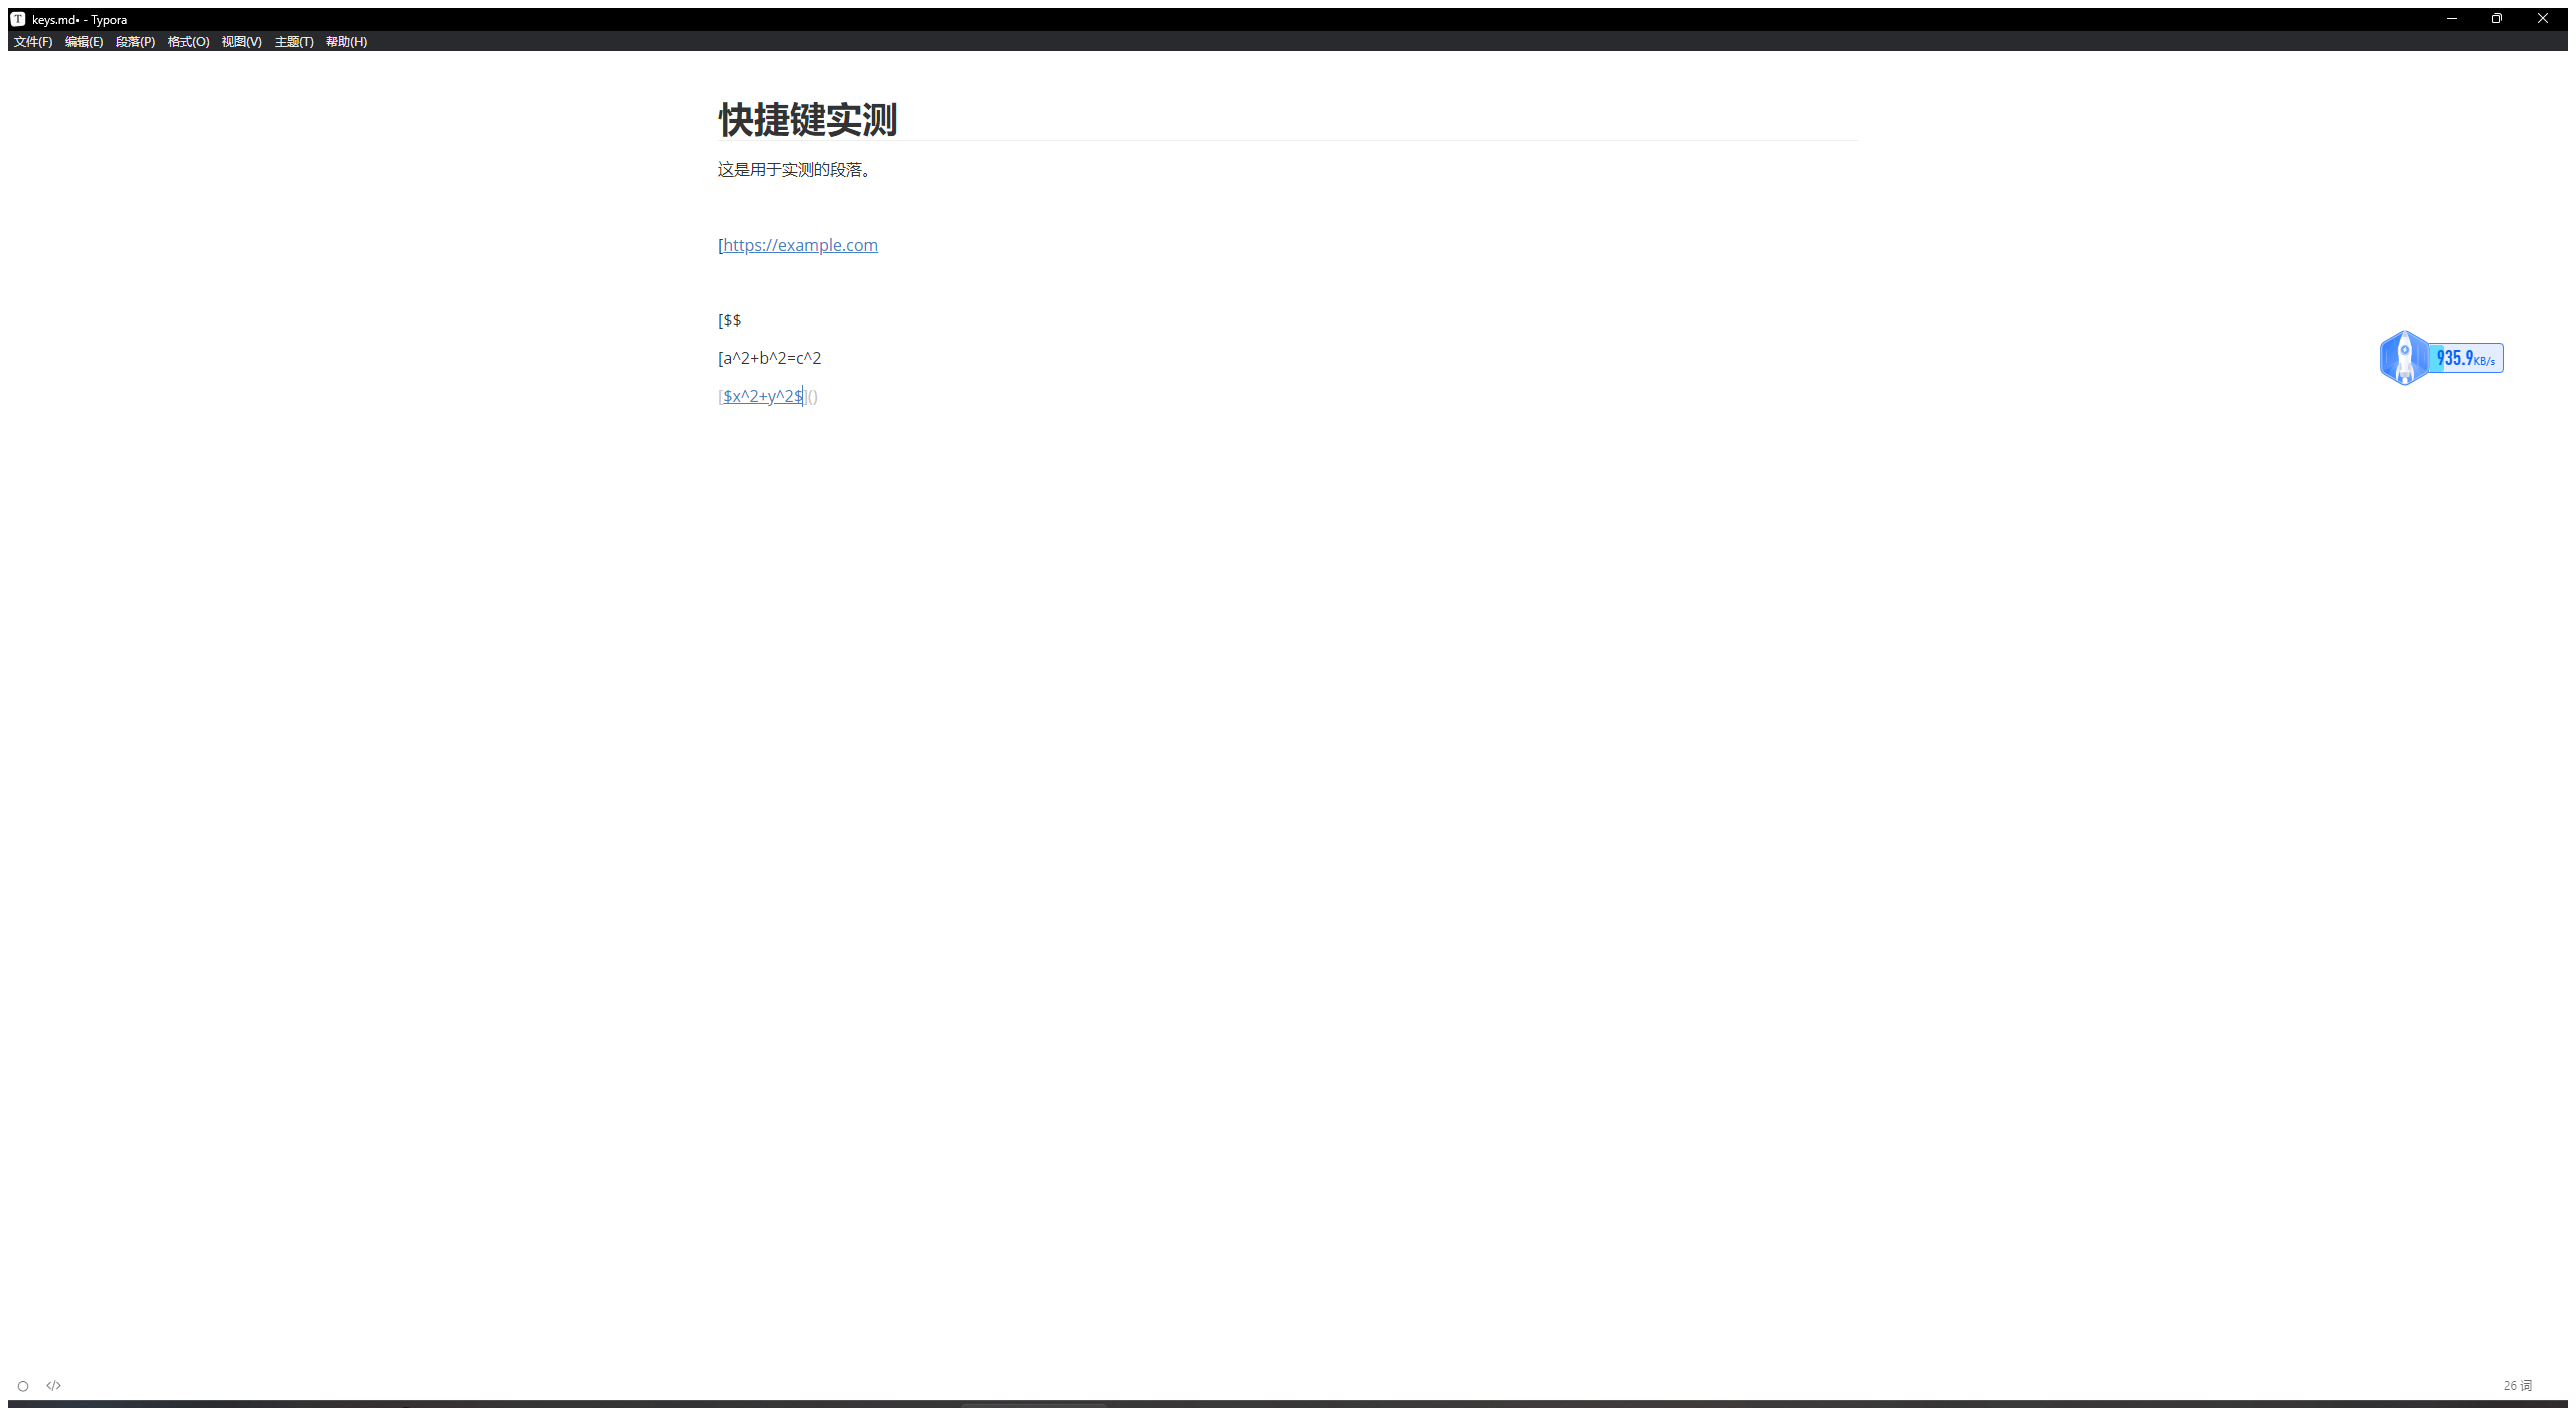 keys.md• - Typora
文件(F) 编辑(E) 段落(P) 格式(O) 视图(V) 主题(T) 帮助(H)
快捷键实测
这是用于实测的段落。
[https://example.com
[$$
[a^2+b^2=c^2
[$x^2+y^2$]()
935.9KB/s
</> 26 词